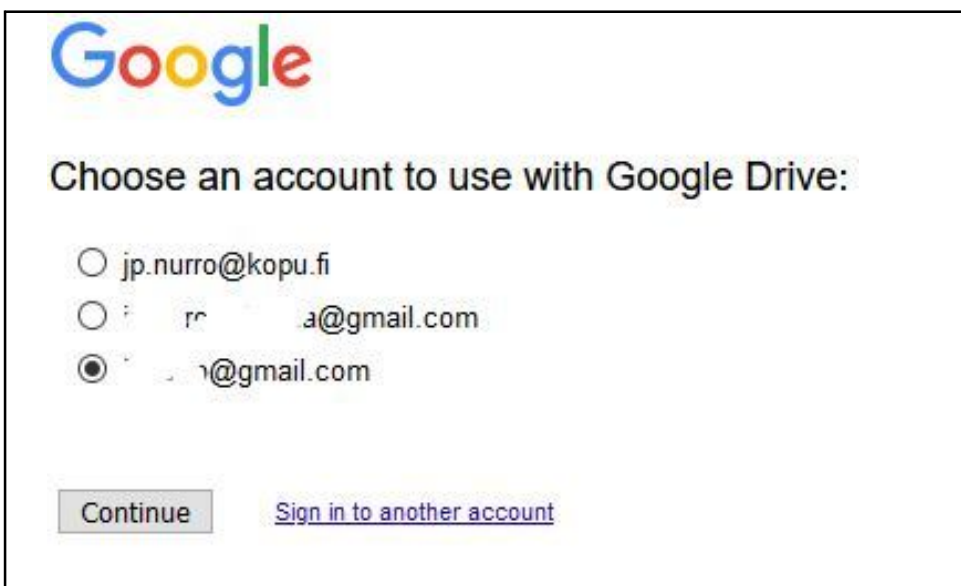 Google
Choose an account to use with Google Drive:
jp.nurro@kopu.fi
@gmail.com
@gmail.com
Continue
Sign in to another account